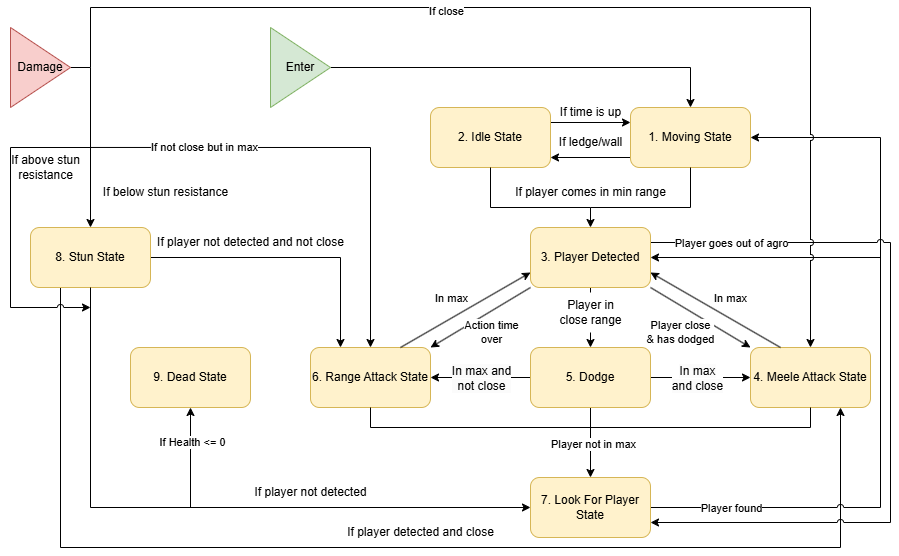 If close
Damage
Enter
If time is up
2. Idle State
1. Moving State
If ledge/wall
If not close but in max
If above stun
resistance
If below stun resistance
If player comes in min range
If player not detected and not close
Player goes out of agro
8. Stun State
3. Player Detected
In max
In max
Player in
close range
Action time
over
Player close
& has dodged
9. Dead State
6. Range Attack State
In max and
not close
5. Dodge
In max
and close
4. Meele Attack State
If Health <= 0
Player not in max
If player not detected
7. Look For Player
State
Player found
If player detected and close